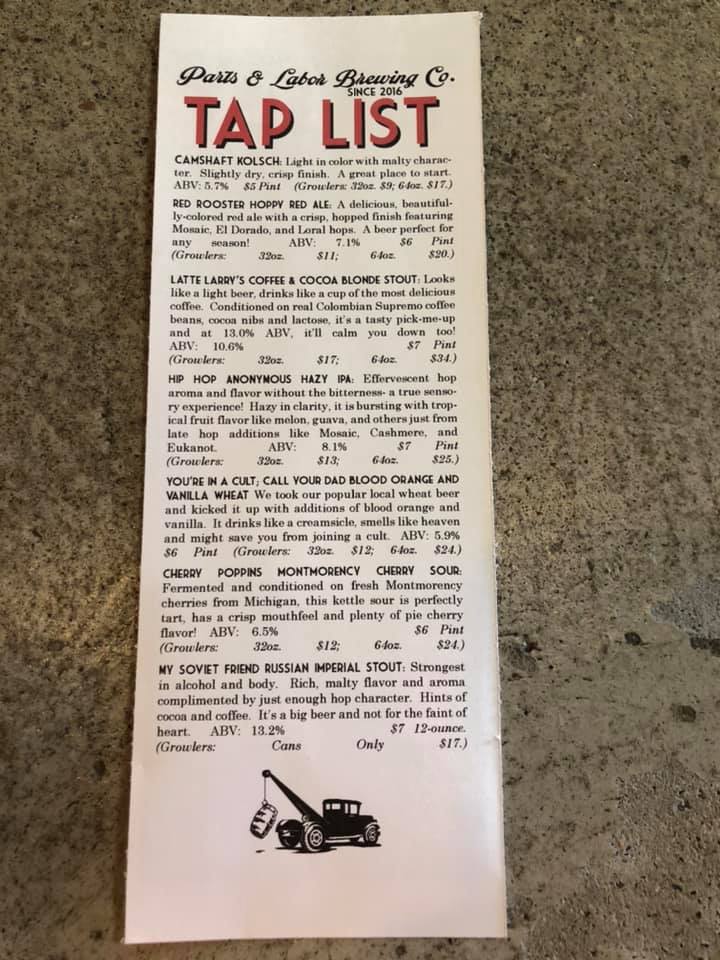 Parts & Labor Brewing Co.
SINCE 2016
TAP LIST
CAMSHAFT KOLSCH: Light in color with malty charac-
ter. Slightly dry, crisp finish. A great place to start.
ABV: 5.7% $5 Pint (Growlers: 32oz. $9; 64oz. $17.)
RED ROOSTER HOPPY RED ALE: A delicious, beautiful-
ly-colored red ale with a crisp, hopped finish featuring
Mosaic, El Dorado, and Loral hops. A beer perfect for
any season! ABV: 7.1% $6 Pint
(Growlers: 32oz. $11; 64oz. $20.)
LATTE LARRY'S COFFEE & COCOA BLONDE STOUT: Looks
like a light beer, drinks like a cup of the most delicious
coffee. Conditioned on real Colombian Supremo coffee
beans, cocoa nibs and lactose, it's a tasty pick-me-up
and at 13.0% ABV, it'll calm you down too!
ABV: 10.6% $7 Pint
(Growlers: 32oz. $17; 64oz. $34.)
HIP HOP ANONYMOUS HAZY IPA: Effervescent hop
aroma and flavor without the bitterness- a true senso-
ry experience! Hazy in clarity, it is bursting with trop-
ical fruit flavor like melon, guava, and others just from
late hop additions like Mosaic, Cashmere, and
Eukanot. ABV: 8.1% $7 Pint
(Growlers: 32oz. $13; 64oz. $25.)
YOU'RE IN A CULT; CALL YOUR DAD BLOOD ORANGE AND
VANILLA WHEAT We took our popular local wheat beer
and kicked it up with additions of blood orange and
vanilla. It drinks like a creamsicle, smells like heaven
and might save you from joining a cult. ABV: 5.9%
$6 Pint (Growlers: 32oz. $12; 64oz. $24.)
CHERRY POPPINS MONTMORENCY CHERRY SOUR:
Fermented and conditioned on fresh Montmorency
cherries from Michigan, this kettle sour is perfectly
tart, has a crisp mouthfeel and plenty of pie cherry
flavor! ABV: 6.5% $6 Pint
(Growlers: 32oz. $12; 64oz. $24.)
MY SOVIET FRIEND RUSSIAN IMPERIAL STOUT: Strongest
in alcohol and body. Rich, malty flavor and aroma
complimented by just enough hop character. Hints of
cocoa and coffee. It's a big beer and not for the faint of
heart. ABV: 13.2% $7 12-ounce.
(Growlers: Cans Only $17.)